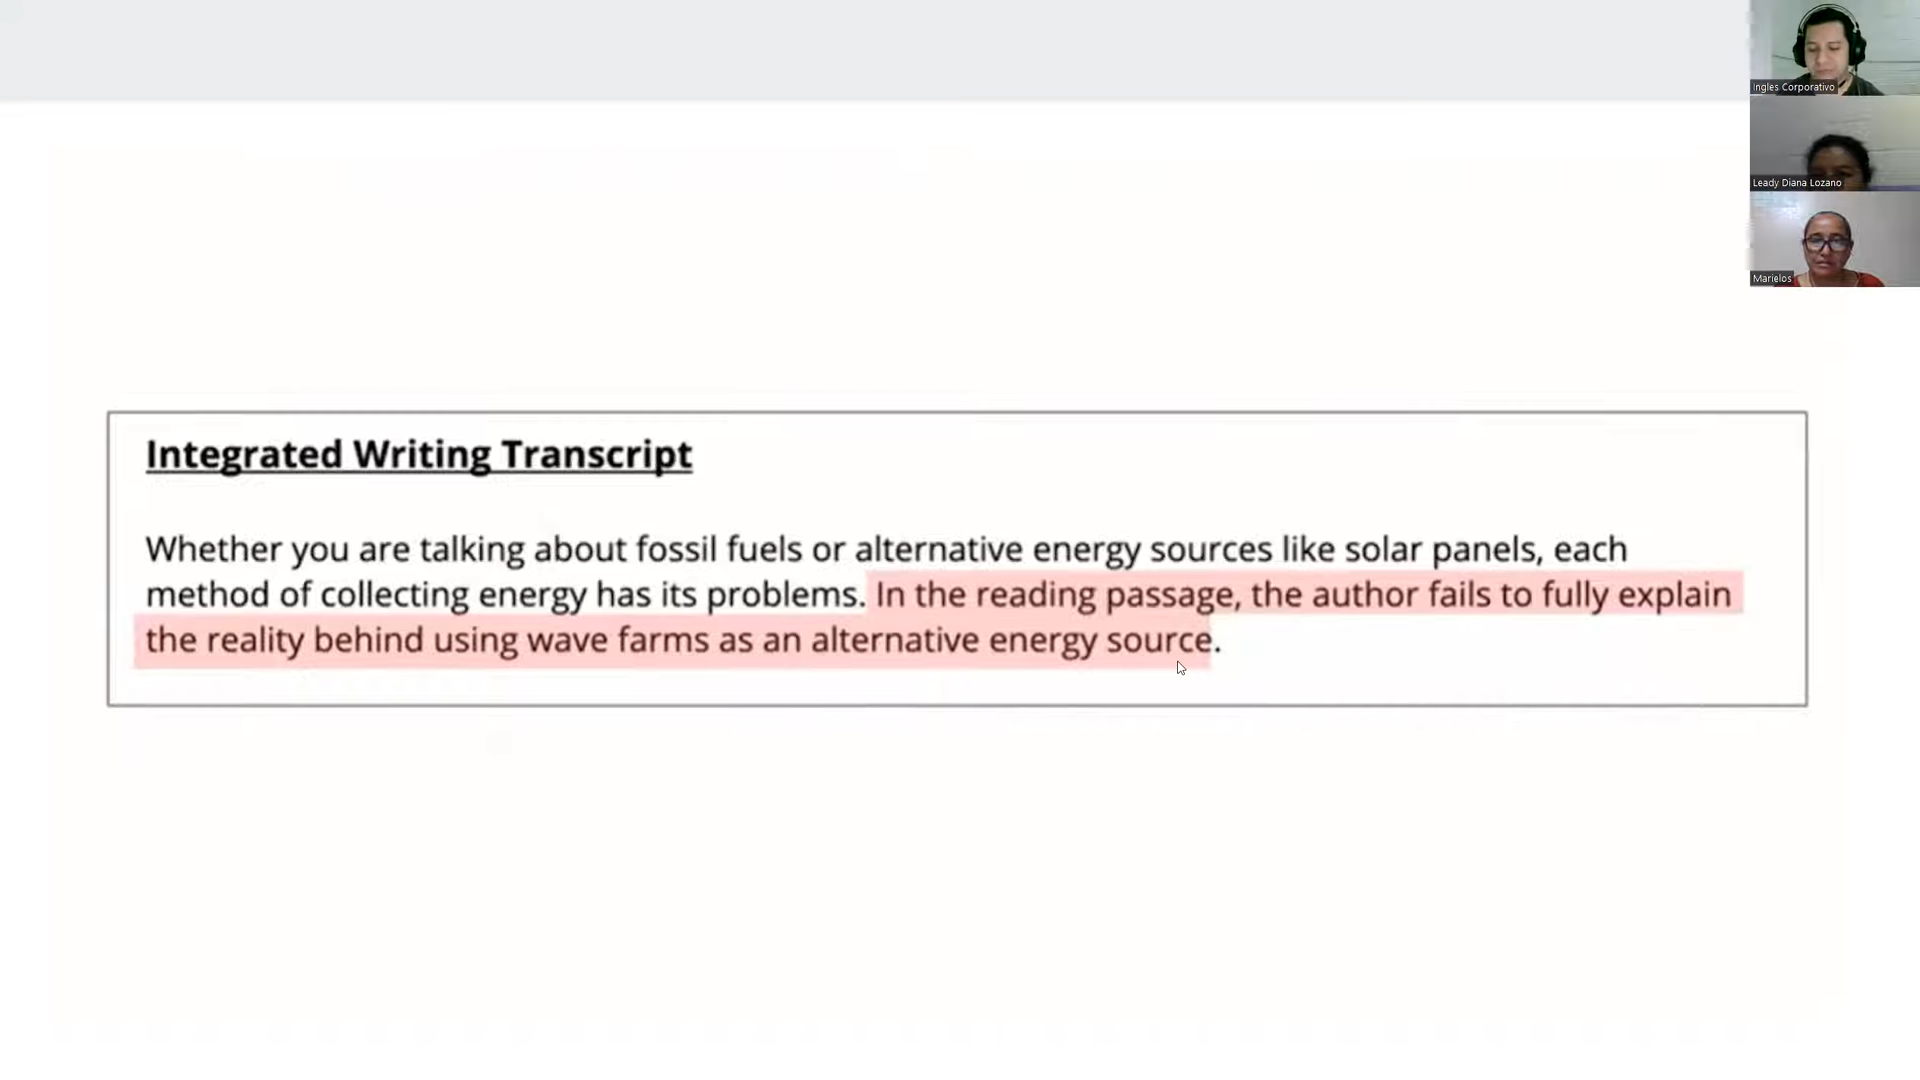 Ingles Corporativo
Leady Diana Lozano
Marielos
Integrated Writing Transcript
Whether you are talking about fossil fuels or alternative energy sources like solar panels, each
method of collecting energy has its problems. In the reading passage, the author fails to fully explain
the reality behind using wave farms as an alternative energy source.